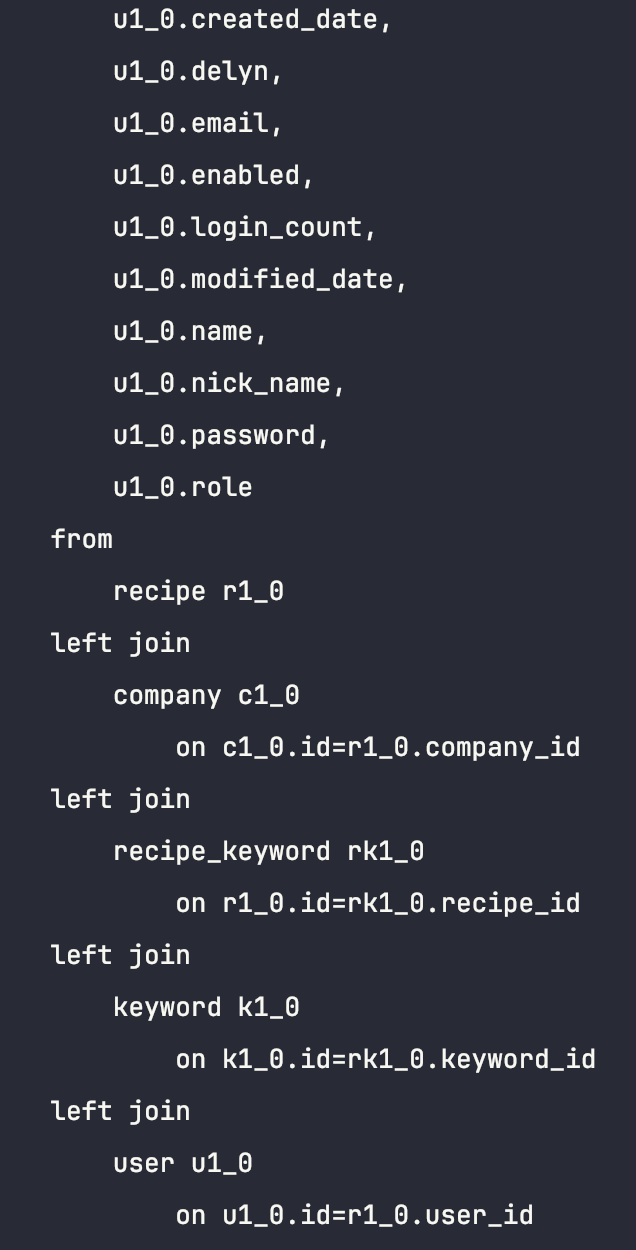 u1_0.created_date,
u1_0.delyn,
u1_0.email,
u1_0.enabled,
u1_0.login_count,
u1_0.modified_date,
u1_0.name,
u1_0.nick_name,
u1_0.password,
u1_0.role
from
recipe r1_0
left join
company c1_0
on c1_0.id=r1_0.company_id
left join
recipe_keyword rk1_0
on r1_0.id=rk1_0.recipe_id
left join
keyword k1_0
on k1_0.id=rk1_0.keyword_id
left join
user u1_0
on u1_0.id=r1_0.user_id